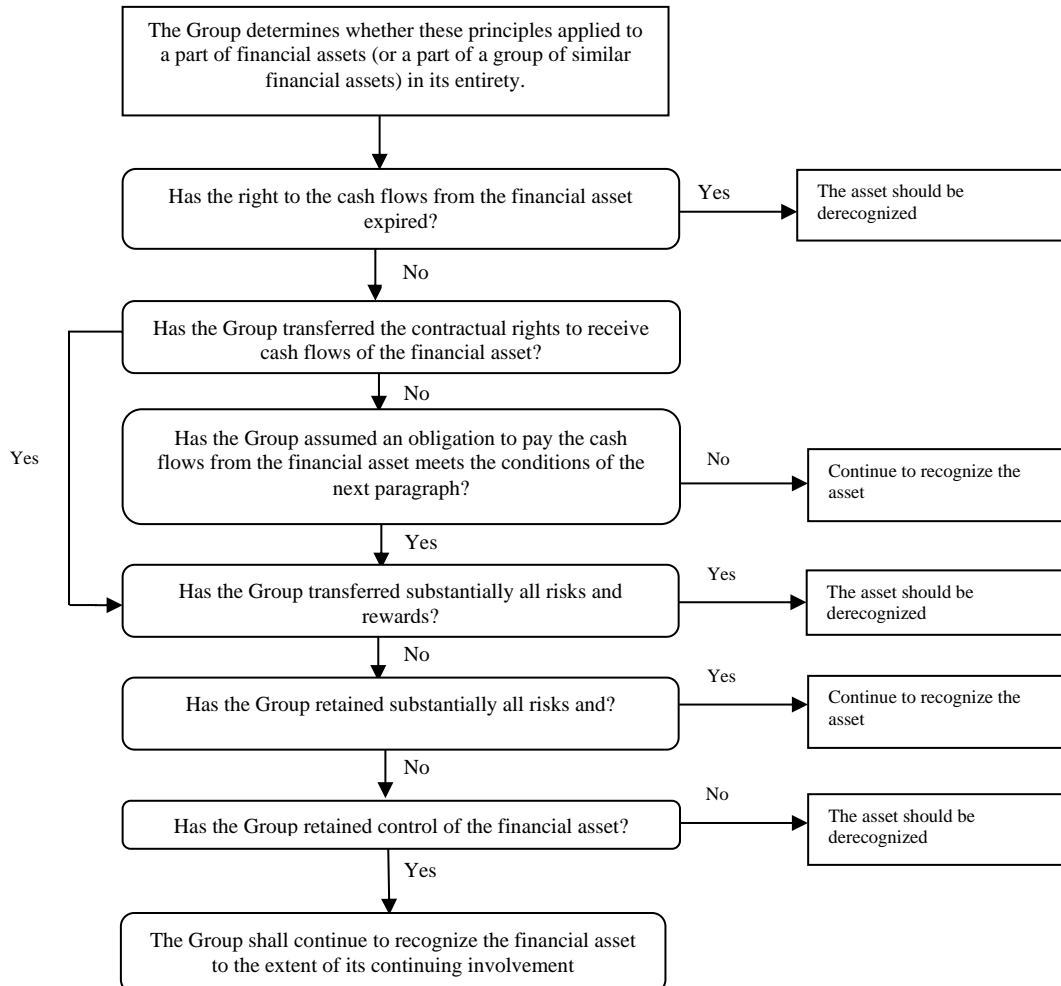 The Group determines whether these principles applied to
a part of financial assets (or a part of a group of similar
financial assets) in its entirety.
Has the right to the cash flows from the financial asset
expired?
Yes
The asset should be
derecognized
No
Has the Group transferred the contractual rights to receive
cash flows of the financial asset?
No
Yes
Has the Group assumed an obligation to pay the cash
flows from the financial asset meets the conditions of the
next paragraph?
No
Continue to recognize the
asset
Yes
Has the Group transferred substantially all risks and
rewards?
Yes
The asset should be
derecognized
No
Has the Group retained substantially all risks and?
Yes
Continue to recognize the
asset
No
Has the Group retained control of the financial asset?
No
The asset should be
derecognized
Yes
The Group shall continue to recognize the financial asset
to the extent of its continuing involvement